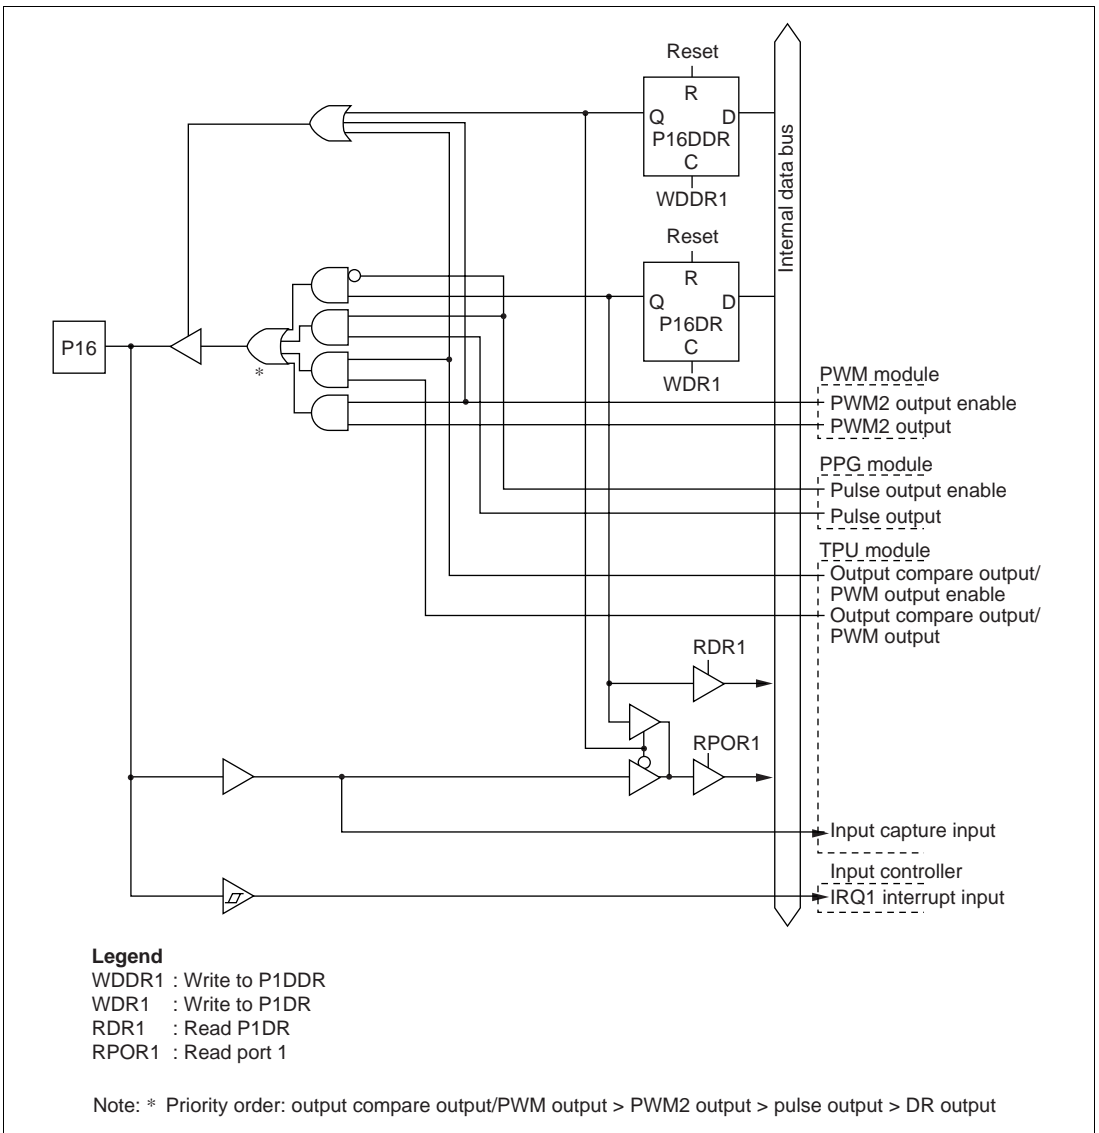 Reset
R
Q D
P16DDR
C
WDDR1
Internal data bus
Reset
R
Q D
P16DR
C
WDR1
P16
*
PWM module
PWM2 output enable
PWM2 output
PPG module
Pulse output enable
Pulse output
TPU module
Output compare output/
PWM output enable
Output compare output/
PWM output
RDR1
RPOR1
Input capture input
Input controller
IRQ1 interrupt input
Legend
WDDR1 : Write to P1DDR
WDR1 : Write to P1DR
RDR1 : Read P1DR
RPOR1 : Read port 1
Note: * Priority order: output compare output/PWM output > PWM2 output > pulse output > DR output